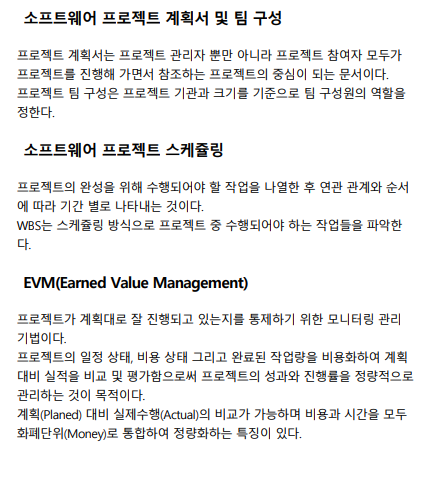 소프트웨어 프로젝트 계획서 및 팀 구성
프로젝트 계획서는 프로젝트 관리자 뿐만 아니라 프로젝트 참여자 모두가
프로젝트를 진행해 가면서 참조하는 프로젝트의 중심이 되는 문서이다.
프로젝트 팀 구성은 프로젝트 기관과 크기를 기준으로 팀 구성원의 역할을
정한다.
소프트웨어 프로젝트 스케쥴링
프로젝트의 완성을 위해 수행되어야 할 작업을 나열한 후 연관 관계와 순서
에 따라 기간 별로 나타내는 것이다.
WBS는 스케쥴링 방식으로 프로젝트 중 수행되어야 하는 작업들을 파악한
다.
EVM(Earned Value Management)
프로젝트가 계획대로 잘 진행되고 있는지를 통제하기 위한 모니터링 관리
기법이다.
프로젝트의 일정 상태, 비용 상태 그리고 완료된 작업량을 비용화하여 계획
대비 실적을 비교 및 평가함으로써 프로젝트의 성과와 진행률을 정량적으로
관리하는 것이 목적이다.
계획(Planed) 대비 실제수행(Actual)의 비교가 가능하며 비용과 시간을 모두
화폐단위(Money)로 통합하여 정량화하는 특징이 있다.